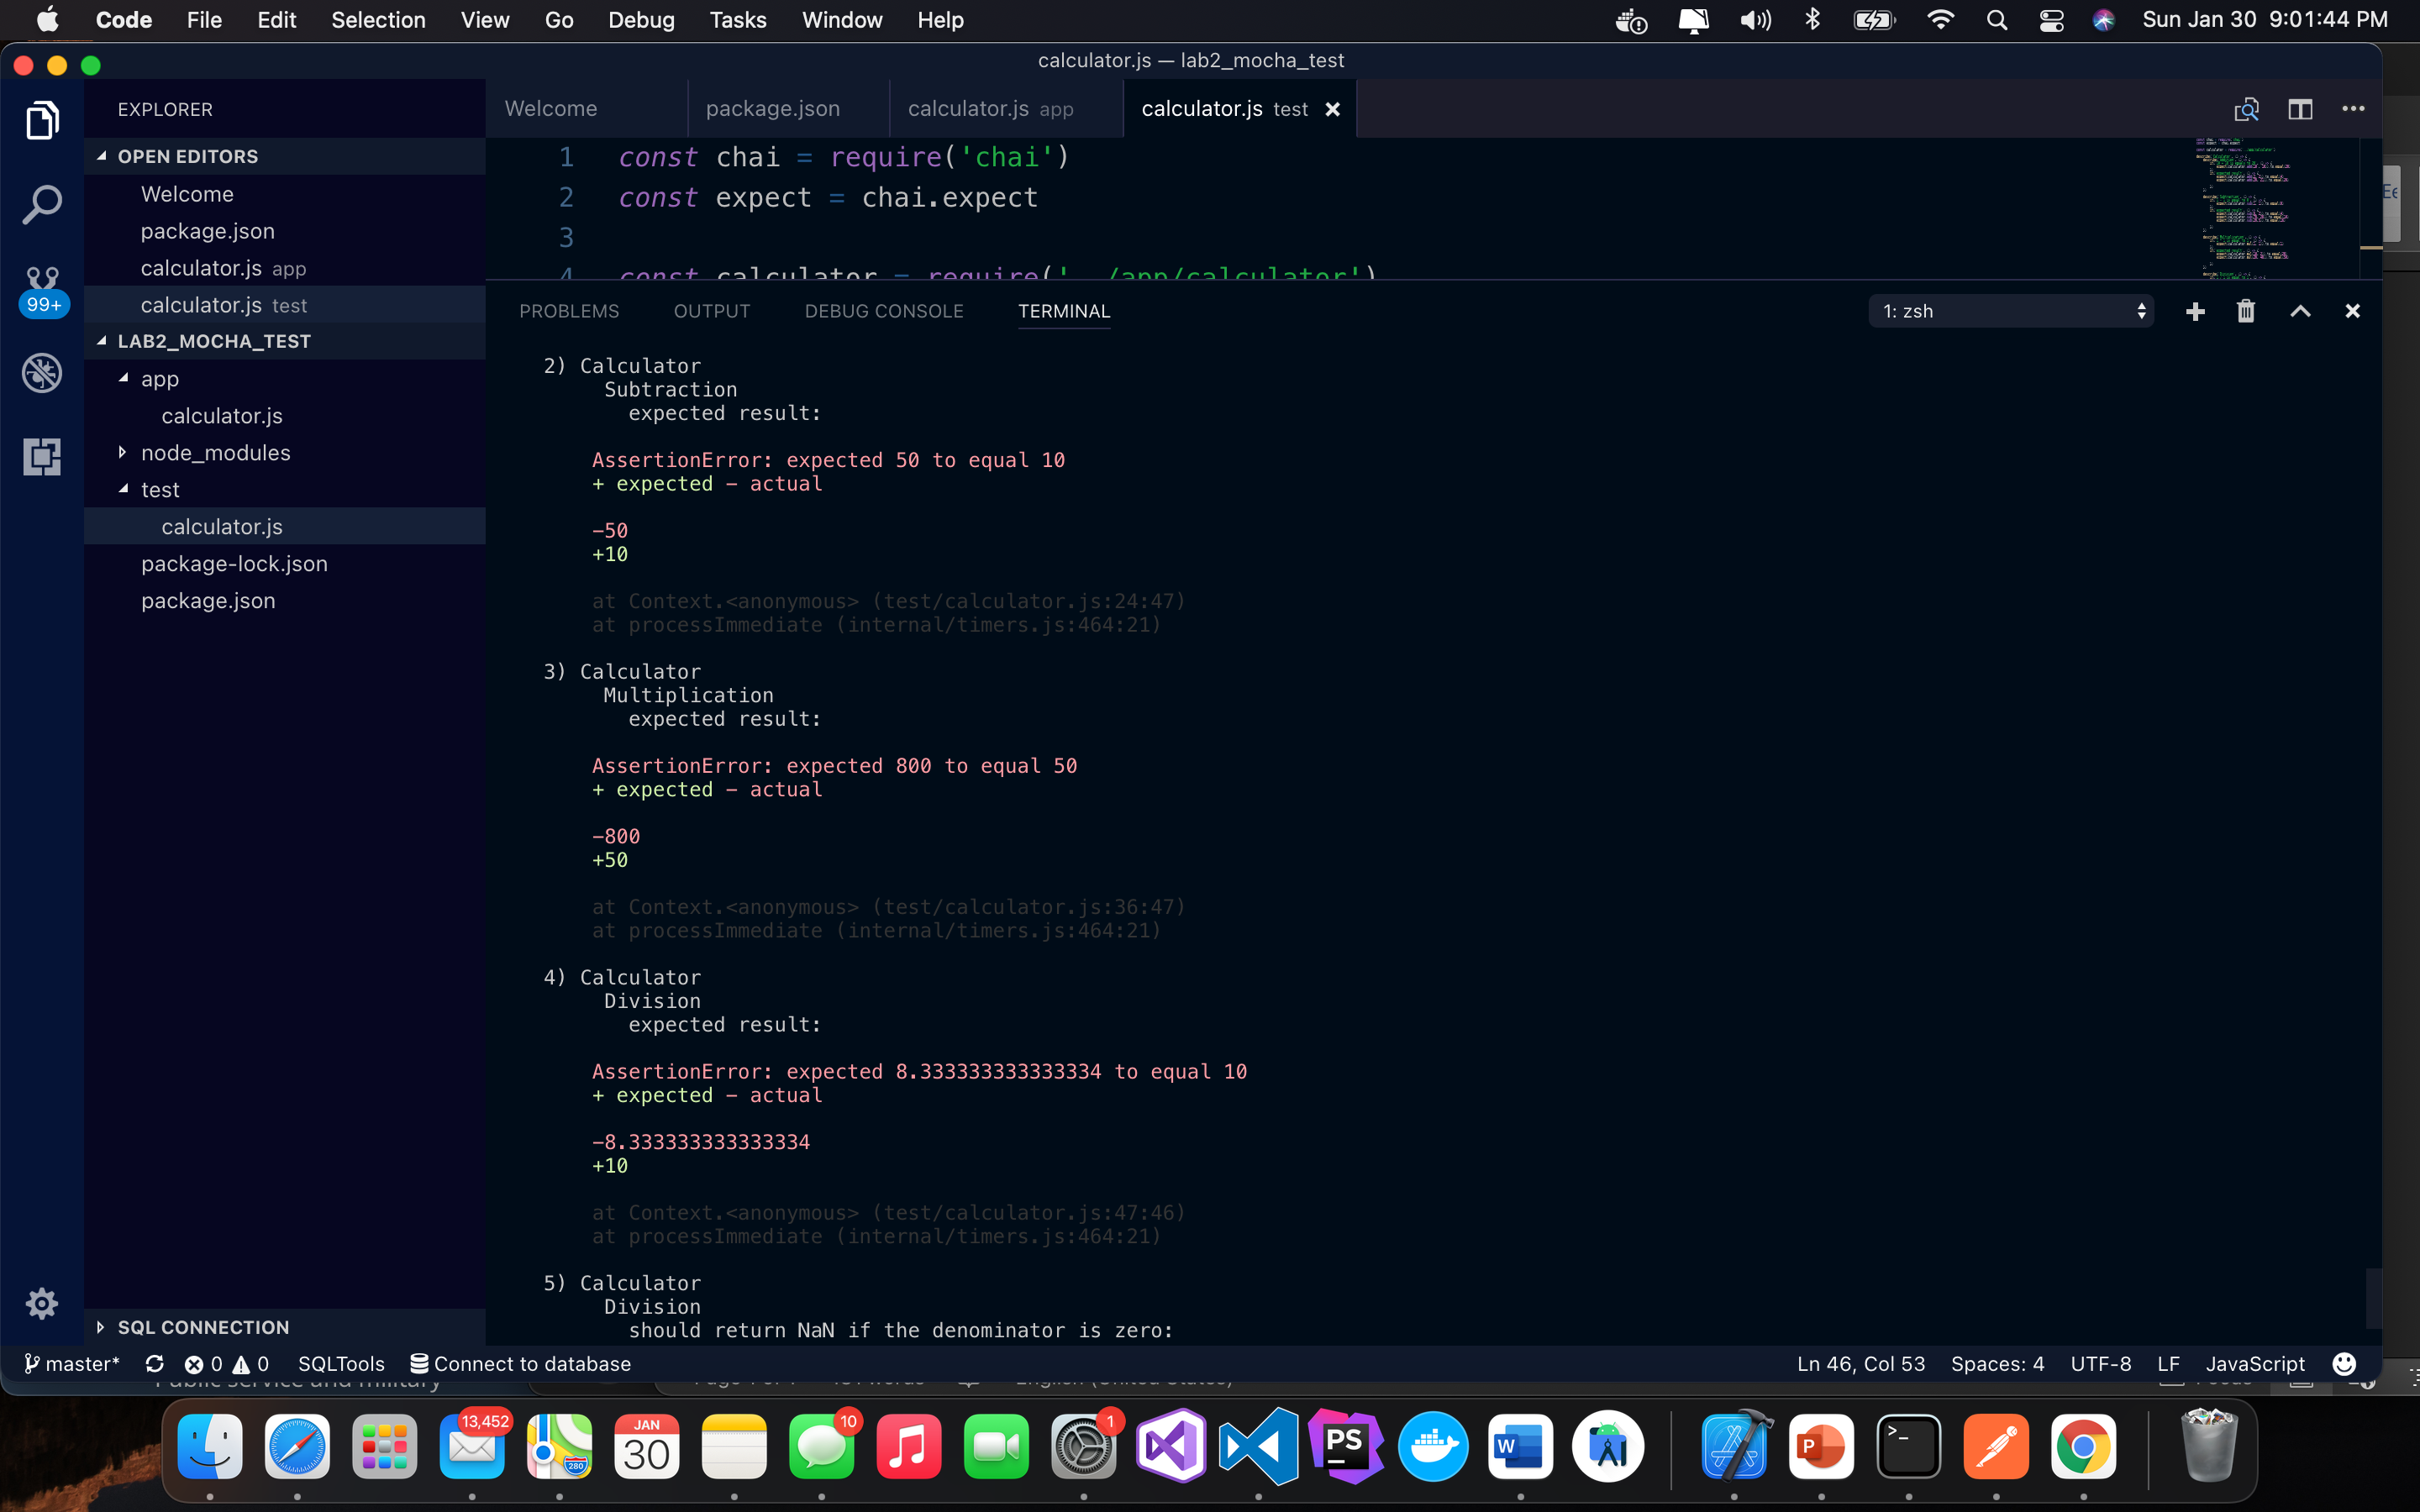 Code File Edit Selection View Go Debug Tasks Window Help Sun Jan 30 9:01:44 PM
calculator.js — lab2_mocha_test
EXPLORER
Welcome package.json calculator.js app calculator.js test
OPEN EDITORS
Welcome
package.json
calculator.js app
calculator.js test
99+
LAB2_MOCHA_TEST
app
calculator.js
node_modules
test
calculator.js
package-lock.json
package.json
SQL CONNECTION
1 const chai = require('chai')
2 const expect = chai.expect
3
4 const calculator = require('../app/calculator')
PROBLEMS OUTPUT DEBUG CONSOLE TERMINAL 1: zsh
2) Calculator
Subtraction
expected result:
AssertionError: expected 50 to equal 10
+ expected - actual
-50
+10
at Context.<anonymous> (test/calculator.js:24:47)
at processImmediate (internal/timers.js:464:21)
3) Calculator
Multiplication
expected result:
AssertionError: expected 800 to equal 50
+ expected - actual
-800
+50
at Context.<anonymous> (test/calculator.js:36:47)
at processImmediate (internal/timers.js:464:21)
4) Calculator
Division
expected result:
AssertionError: expected 8.333333333333334 to equal 10
+ expected - actual
-8.333333333333334
+10
at Context.<anonymous> (test/calculator.js:47:46)
at processImmediate (internal/timers.js:464:21)
5) Calculator
Division
should return NaN if the denominator is zero:
master* 0 0 SQLTools Connect to database Ln 46, Col 53 Spaces: 4 UTF-8 LF JavaScript
13,452
JAN
30
280
10
1
PS
W
P
>_